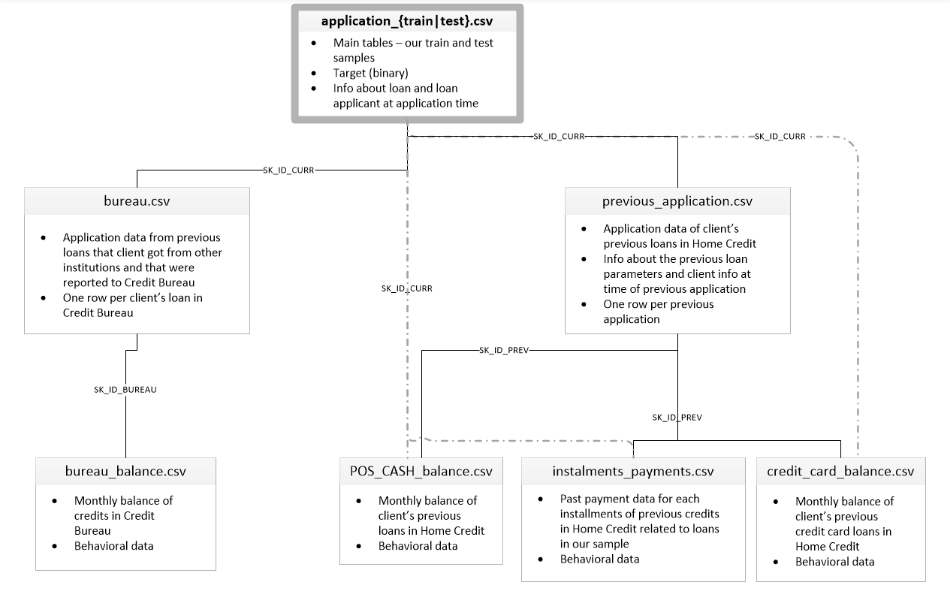 application_{train|test}.csv
• Main tables – our train and test
samples
• Target (binary)
• Info about loan and loan
applicant at application time
SK_ID_CURR
SK_ID_CURR
SK_ID_CURR
bureau.csv
• Application data from previous
loans that client got from other
institutions and that were
reported to Credit Bureau
• One row per client's loan in
Credit Bureau
previous_application.csv
• Application data of client's
previous loans in Home Credit
• Info about the previous loan
parameters and client info at
time of previous application
• One row per previous
application
SK_ID_CURR
SK_ID_PREV
SK_ID_BUREAU
SK_ID_PREV
bureau_balance.csv
• Monthly balance of
credits in Credit
Bureau
• Behavioral data
POS_CASH_balance.csv
• Monthly balance of
client's previous
loans in Home Credit
• Behavioral data
instalments_payments.csv
• Past payment data for each
installments of previous credits
in Home Credit related to loans
in our sample
• Behavioral data
credit_card_balance.csv
• Monthly balance of
client's previous
credit card loans in
Home Credit
• Behavioral data